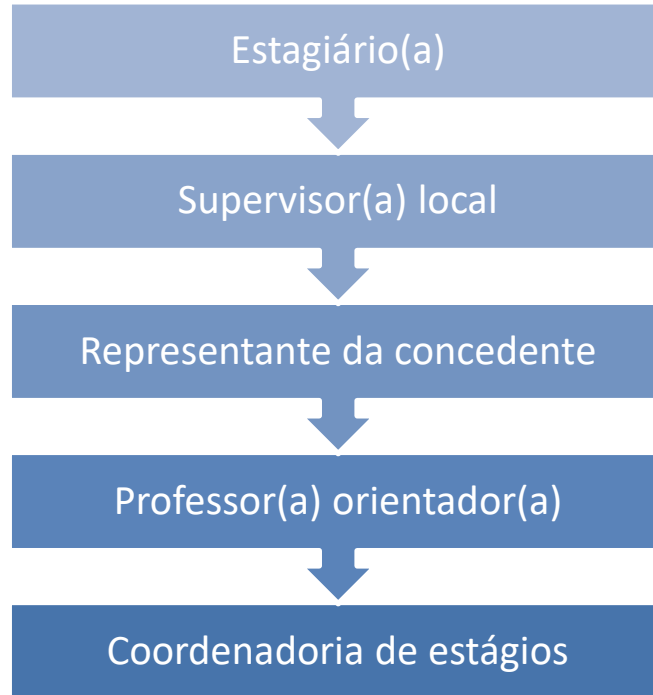 Estagiário(a)
Supervisor(a) local
Representante da concedente
Professor(a) orientador(a)
Coordenadoria de estágios